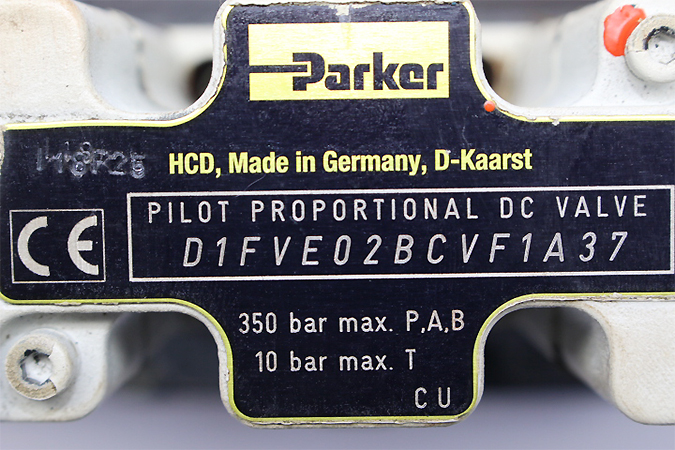 Parker
HCD, Made in Germany, D-Kaarst
CE
PILOT PROPORTIONAL DC VALVE
D1FVE02BCVF1A37
350 bar max. P,A,B
10 bar max. T
CU